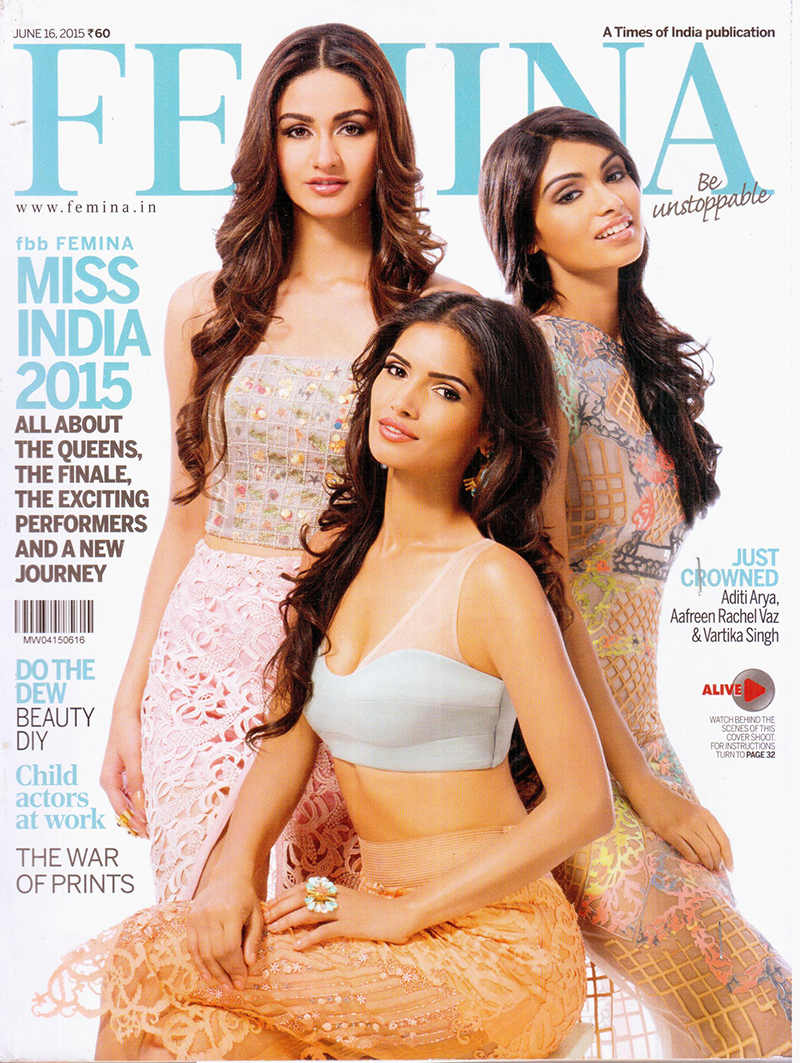 JUNE 16, 2015 ₹60
A Times of India publication
FEMINA
www.femina.in
Be
unstoppable
fbb FEMINA
MISS
INDIA
2015
ALL ABOUT
THE QUEENS,
THE FINALE,
THE EXCITING
PERFORMERS
AND A NEW
JOURNEY
MW04150616
DO THE
DEW
BEAUTY
DIY
Child
actors
at work
THE WAR
OF PRINTS
JUST
CROWNED
Aditi Arya,
Aafreen Rachel Vaz
& Vartika Singh
ALIVE
WATCH BEHIND THE
SCENES OF THIS
COVER SHOOT.
FOR INSTRUCTIONS
TURN TO PAGE 32